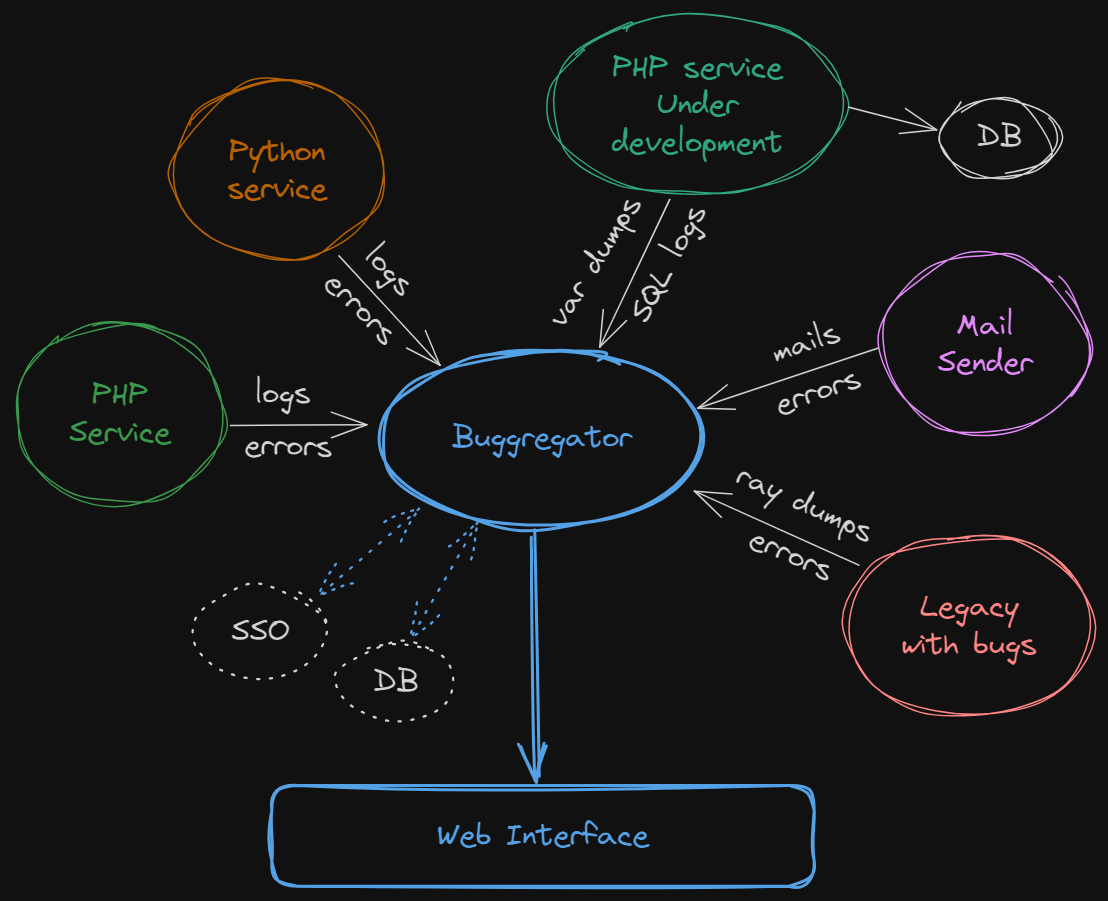 PHP service
Under
development
DB
Python
service
logs
errors
var dumps
SQL logs
Mail
Sender
mails
errors
PHP
Service
logs
errors
Buggregator
ray dumps
errors
Legacy
with bugs
SSO
DB
Web Interface